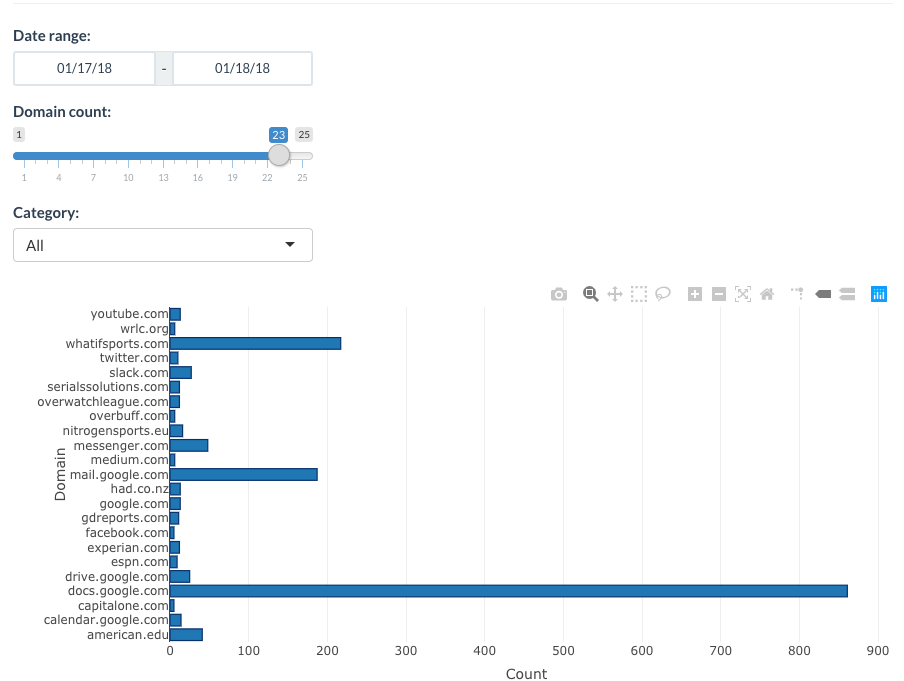 Date range:
01/17/18 - 01/18/18
Domain count:
1 23 25
1 4 7 10 13 16 19 22 25
Category:
All
youtube.com
wrlc.org
whatifsports.com
twitter.com
slack.com
serialssolutions.com
overwatchleague.com
overbuff.com
nitrogensports.eu
messenger.com
medium.com
mail.google.com
had.co.nz
google.com
gdreports.com
facebook.com
experian.com
espn.com
drive.google.com
docs.google.com
capitalone.com
calendar.google.com
american.edu
Domain
0 100 200 300 400 500 600 700 800 900
Count